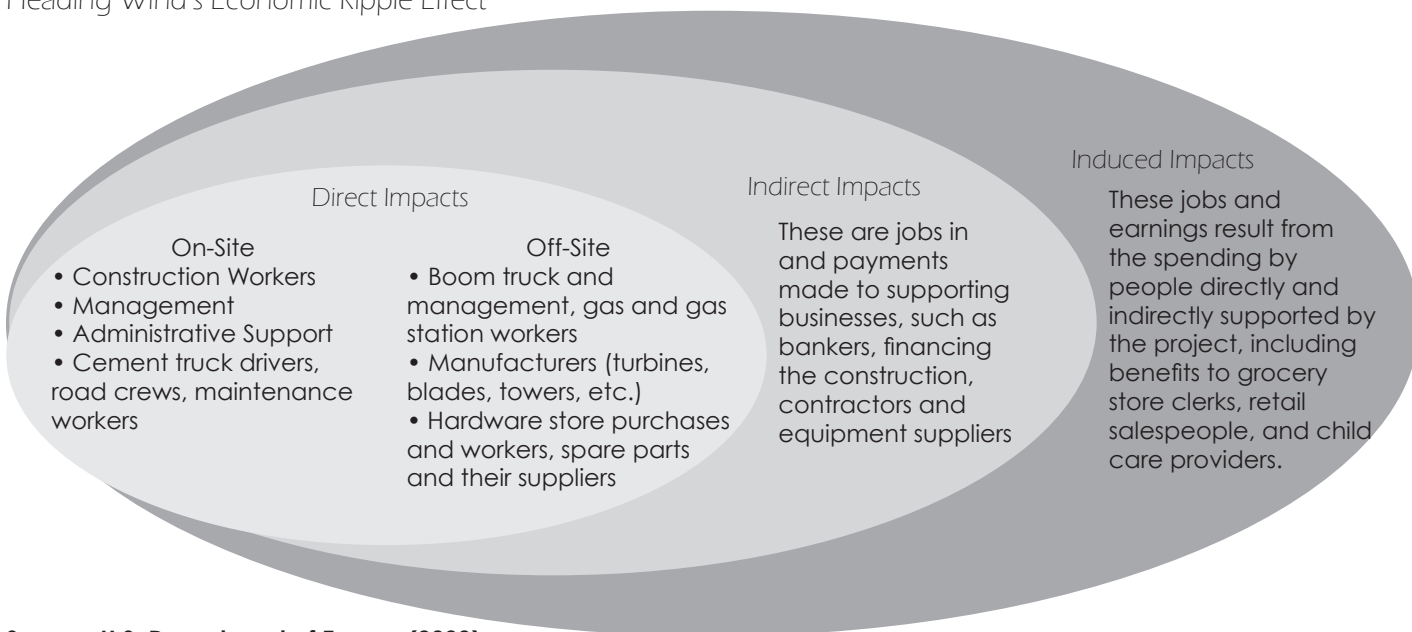 Wind's Economic Ripple Effect
Direct Impacts
On-Site
• Construction Workers
• Management
• Administrative Support
• Cement truck drivers,
road crews, maintenance
workers
Off-Site
• Boom truck and
management, gas and gas
station workers
• Manufacturers (turbines,
blades, towers, etc.)
• Hardware store purchases
and workers, spare parts
and their suppliers
Indirect Impacts
These are jobs in
and payments
made to supporting
businesses, such as
bankers, financing
the construction,
contractors and
equipment suppliers
Induced Impacts
These jobs and
earnings result from
the spending by
people directly and
indirectly supported by
the project, including
benefits to grocery
store clerks, retail
salespeople, and child
care providers.